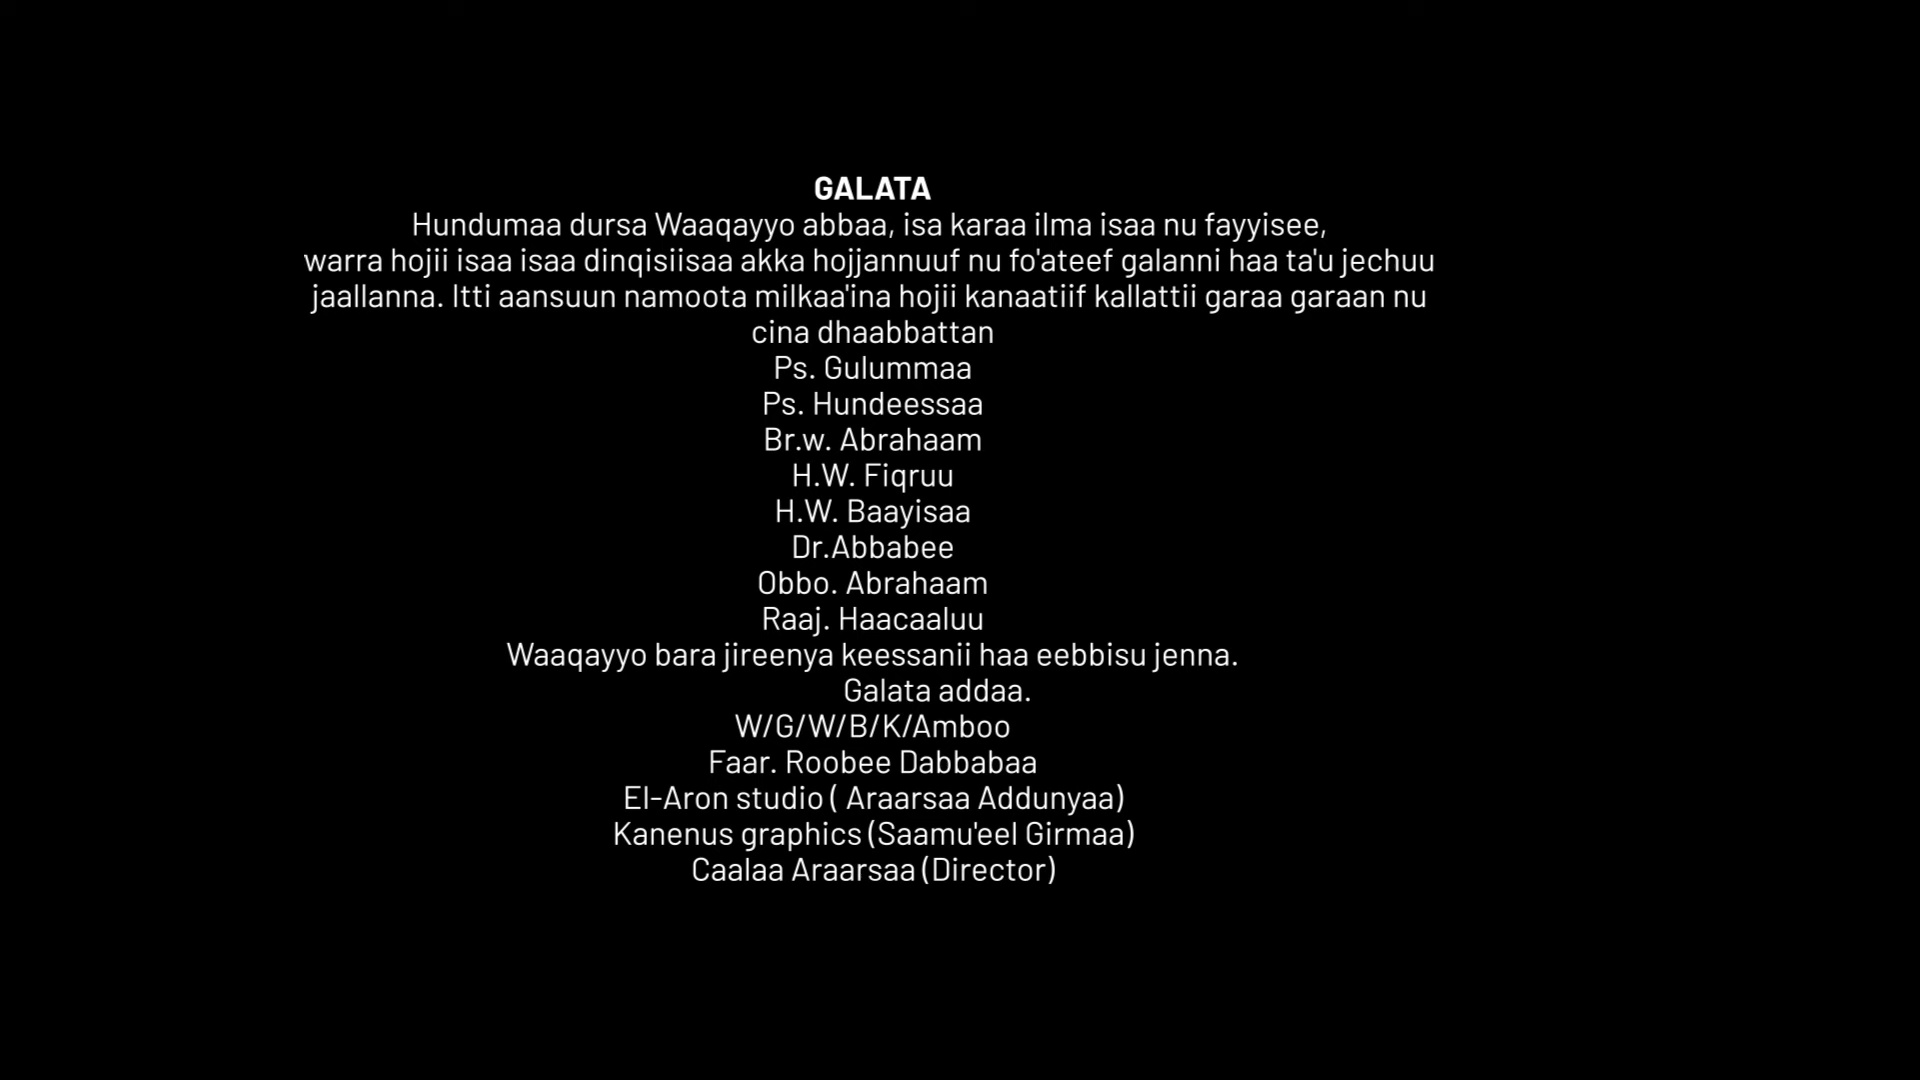 GALATA
Hundumaa dursa Waaqayyo abbaa, isa karaa ilma isaa nu fayyisee,
warra hojii isaa isaa dinqisiisaa akka hojjannuuf nu fo'ateef galanni haa ta'u jechuu
jaallanna. Itti aansuun namoota milkaa'ina hojii kanaatiif kallattii garaa garaan nu
cina dhaabbattan
Ps. Gulummaa
Ps. Hundeessaa
Br.w. Abrahaam
H.W. Fiqruu
H.W. Baayisaa
Dr.Abbabee
Obbo. Abrahaam
Raaj. Haacaaluu
Waaqayyo bara jireenya keessanii haa eebbisu jenna.
Galata addaa.
W/G/W/B/K/Amboo
Faar. Roobee Dabbabaa
El-Aron studio ( Araarsaa Addunyaa)
Kanenus graphics (Saamu'eel Girmaa)
Caalaa Araarsaa (Director)